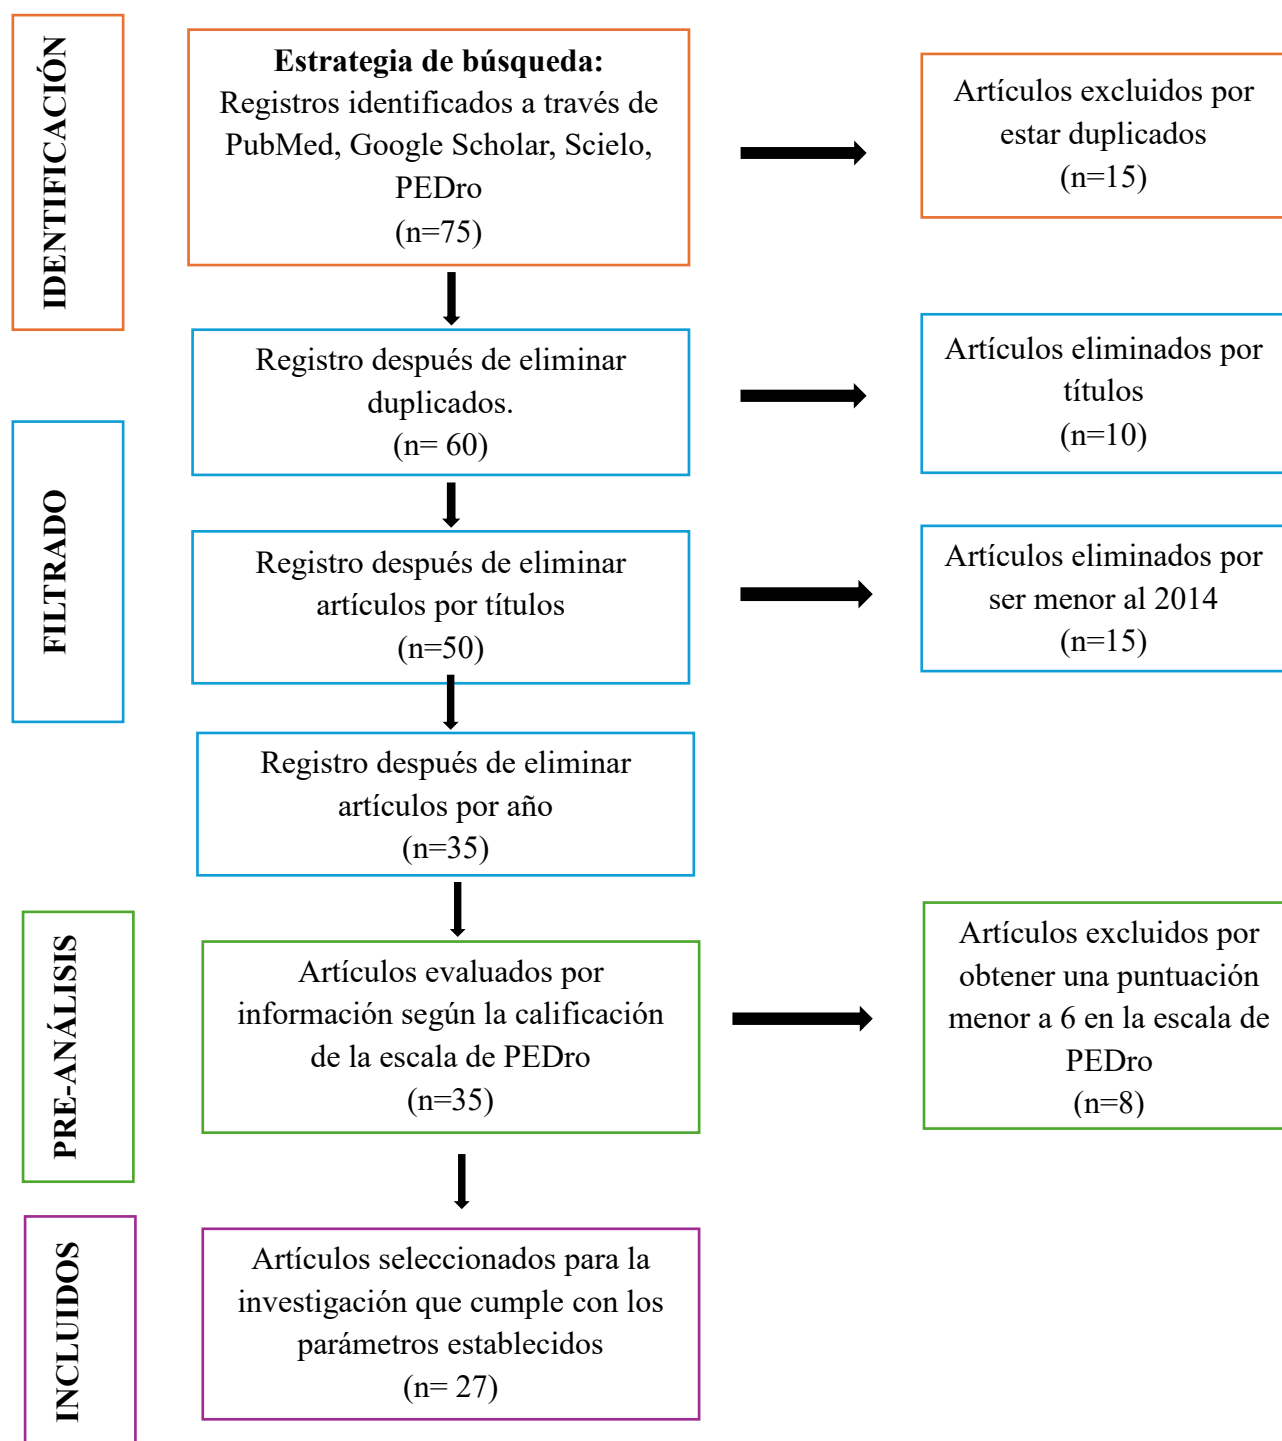 IDENTIFICACIÓN
Estrategia de búsqueda:
Registros identificados a través de
PubMed, Google Scholar, Scielo,
PEDro
(n=75)
Artículos excluidos por
estar duplicados
(n=15)
FILTRADO
Registro después de eliminar
duplicados.
(n= 60)
Artículos eliminados por
títulos
(n=10)
Registro después de eliminar
artículos por títulos
(n=50)
Artículos eliminados por
ser menor al 2014
(n=15)
Registro después de eliminar
artículos por año
(n=35)
PRE-ANÁLISIS
Artículos evaluados por
información según la calificación
de la escala de PEDro
(n=35)
Artículos excluidos por
obtener una puntuación
menor a 6 en la escala de
PEDro
(n=8)
INCLUIDOS
Artículos seleccionados para la
investigación que cumple con los
parámetros establecidos
(n= 27)